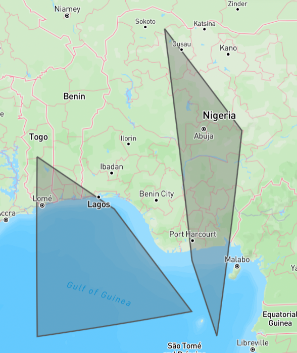 Zinder
Niamey
Sokoto
Katsina
Gusau
Kano
Benin
Nigeria
Abuja
Togo
Ilorin
Ibadan
Benin City
Lomé
Lagos
Accra
Port Harcourt
Malabo
Gulf of Guinea
Equatorial
Guinea
São Tomé
Libreville